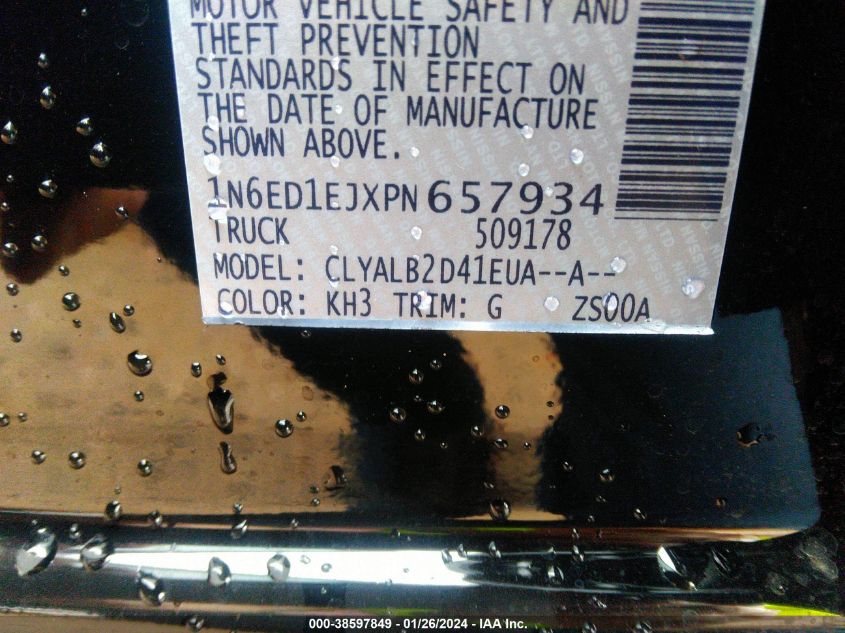 MOTOR VEHICLE SAFETY AND
THEFT PREVENTION
STANDARDS IN EFFECT ON
THE DATE OF MANUFACTURE
SHOWN ABOVE.
1N6ED1EJXPN657934
TRUCK 509178
MODEL: CLYALB2D41EUA--A--
COLOR: KH3 TRIM: G ZS00A
000-38597849 - 01/26/2024 - IAA Inc.